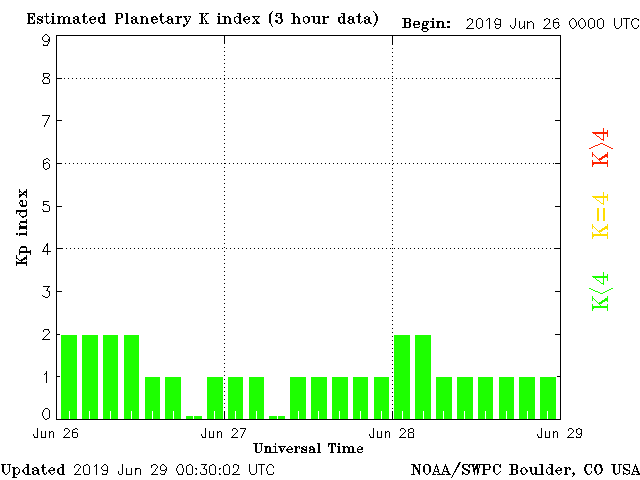 Estimated Planetary K index (3 hour data) Begin: 2019 Jun 26 0000 UTC
9
8
7
6
5
4
3
2
1
0
Kp index
K>4
K=4
K<4
Jun 26 Jun 27 Jun 28 Jun 29
Universal Time
Updated 2019 Jun 29 00:30:02 UTC NOAA/SWPC Boulder, CO USA